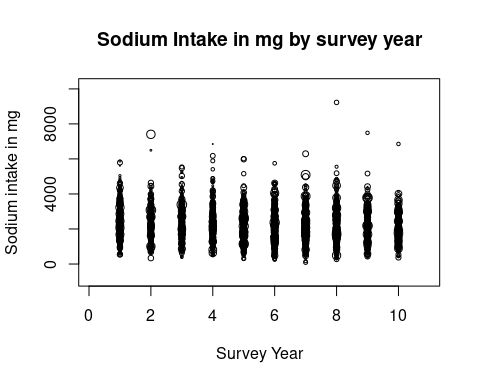 Sodium Intake in mg by survey year
Sodium intake in mg
8000
4000
0
0 2 4 6 8 10
Survey Year